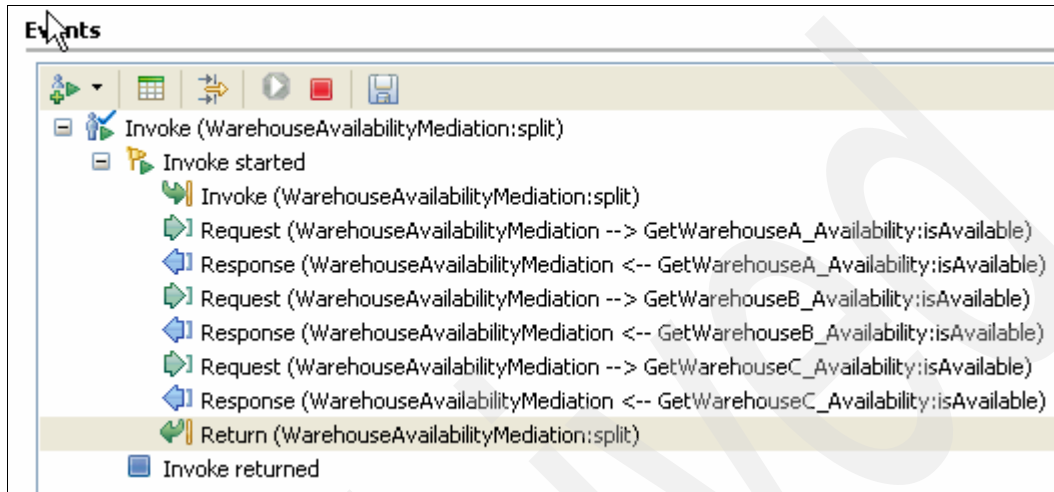 Events
Invoke (WarehouseAvailabilityMediation:split)
Invoke started
Invoke (WarehouseAvailabilityMediation:split)
Request (WarehouseAvailabilityMediation --> GetWarehouseA_Availability:isAvailable)
Response (WarehouseAvailabilityMediation <-- GetWarehouseA_Availability:isAvailable)
Request (WarehouseAvailabilityMediation --> GetWarehouseB_Availability:isAvailable)
Response (WarehouseAvailabilityMediation <-- GetWarehouseB_Availability:isAvailable)
Request (WarehouseAvailabilityMediation --> GetWarehouseC_Availability:isAvailable)
Response (WarehouseAvailabilityMediation <-- GetWarehouseC_Availability:isAvailable)
Return (WarehouseAvailabilityMediation:split)
Invoke returned